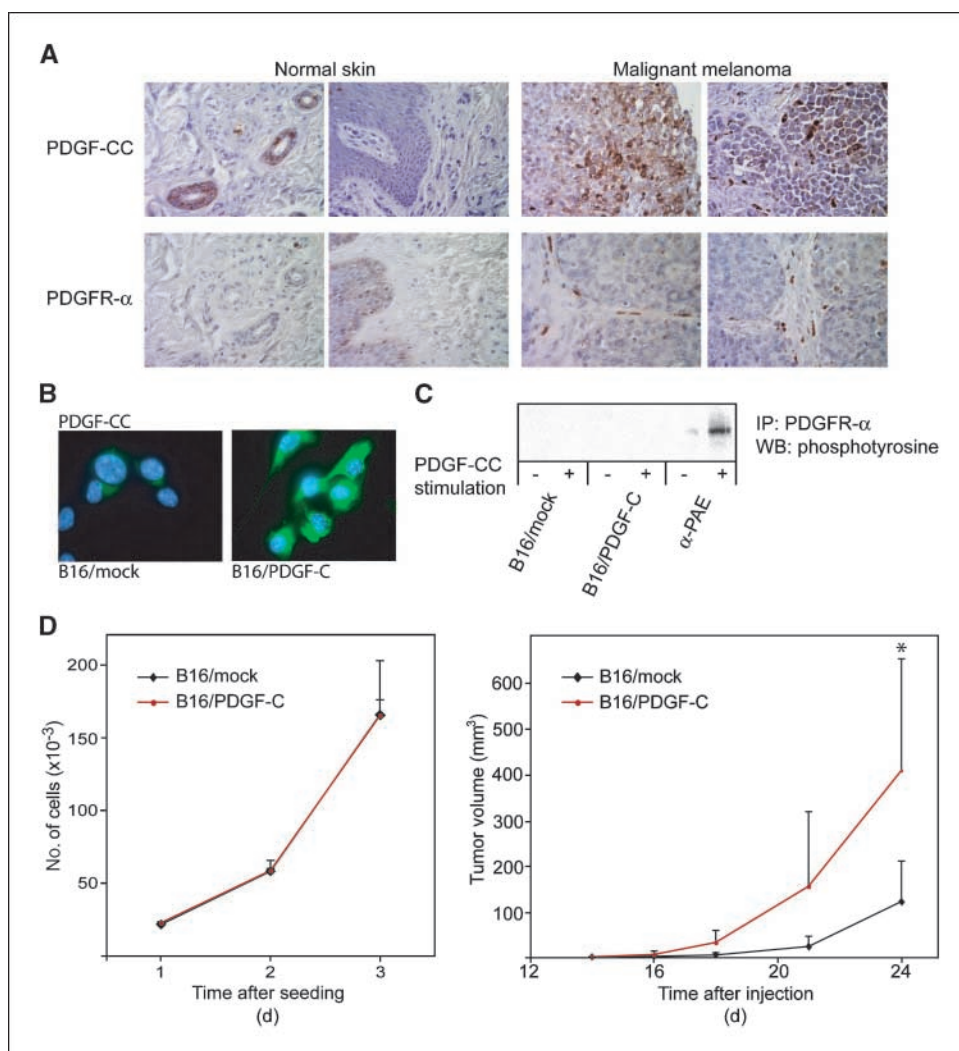 A
Normal skin
Malignant melanoma
PDGF-CC
PDGFR-α
B
PDGF-CC
B16/mock
B16/PDGF-C
C
IP: PDGFR-α
WB: phosphotyrosine
PDGF-CC
stimulation
- + - + - +
B16/mock
B16/PDGF-C
α-PAE
D
B16/mock
B16/PDGF-C
No. of cells (x10⁻³)
200
150
100
50
1 2 3
Time after seeding
(d)
*
B16/mock
B16/PDGF-C
Tumor volume (mm³)
600
500
400
300
200
100
12 16 20 24
Time after injection
(d)